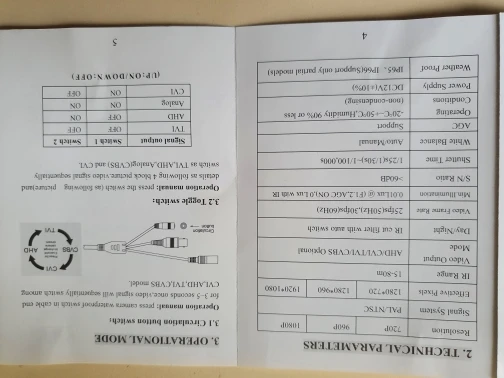 2. TECHNICAL PARAMETERS
Resolution 720P 960P 1080P
Signal System PAL/NTSC
Effective Pixels 1280*720 1280*960 1920*1080
IR Range 15-80m
Video Output Mode AHD/CVI/TVI/CVBS Optional
Day/Night IR cut filter with auto switch
Video Frame Rate 25fps(50Hz),30fps(60Hz)
Min Illumination 0.01Lux @ (F1.2,AGC ON),0 Lux with IR
S/N Ratio >60dB
Shutter Time 1/25s(1/30s)~1/100,000s
White Balance Auto/Manual
AGC Support
Operating Conditions -20°C~+50°C,Humidity 90% or less (non-condensing)
Power Supply DC12V(±10%)
Weather Proof IP65、IP66(Support only partial models)
4
3. OPERATIONAL MODE
3.1 Circulation button switch:
Operation manual: press camera waterproof switch in cable end
for 3-5 seconds once,video signal will sequentially switch among
CVI,AHD,TVI,CVBS model.
CVI
CVBS
AHD
TVI
Circulation
button
3.2 Toggle switch:
Operation manual: press the switch (as following picture)and
details as following 4 block picture video signal sequentially
switch as TVI,AHD,Analog(CVBS) and CVI.
Signal output Switch 1 Switch 2
TVI OFF OFF
AHD ON OFF
Analog ON ON
CVI ON OFF
(UP:ON/DOWN:OFF)
5